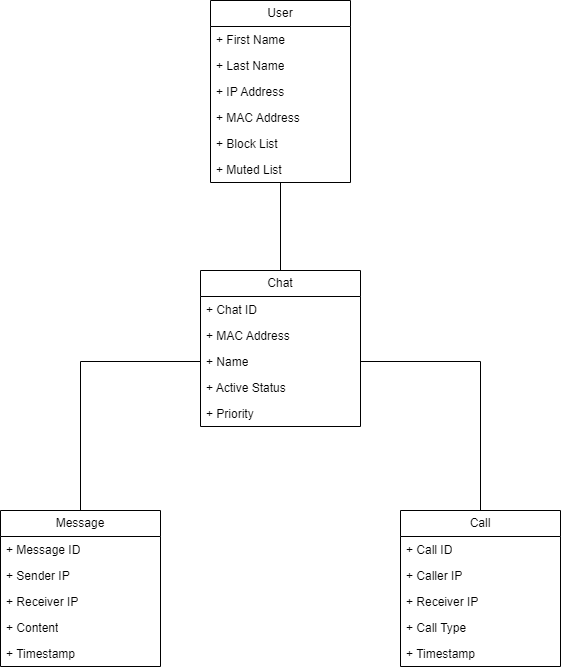 User
+ First Name
+ Last Name
+ IP Address
+ MAC Address
+ Block List
+ Muted List
Chat
+ Chat ID
+ MAC Address
+ Name
+ Active Status
+ Priority
Message
+ Message ID
+ Sender IP
+ Receiver IP
+ Content
+ Timestamp
Call
+ Call ID
+ Caller IP
+ Receiver IP
+ Call Type
+ Timestamp